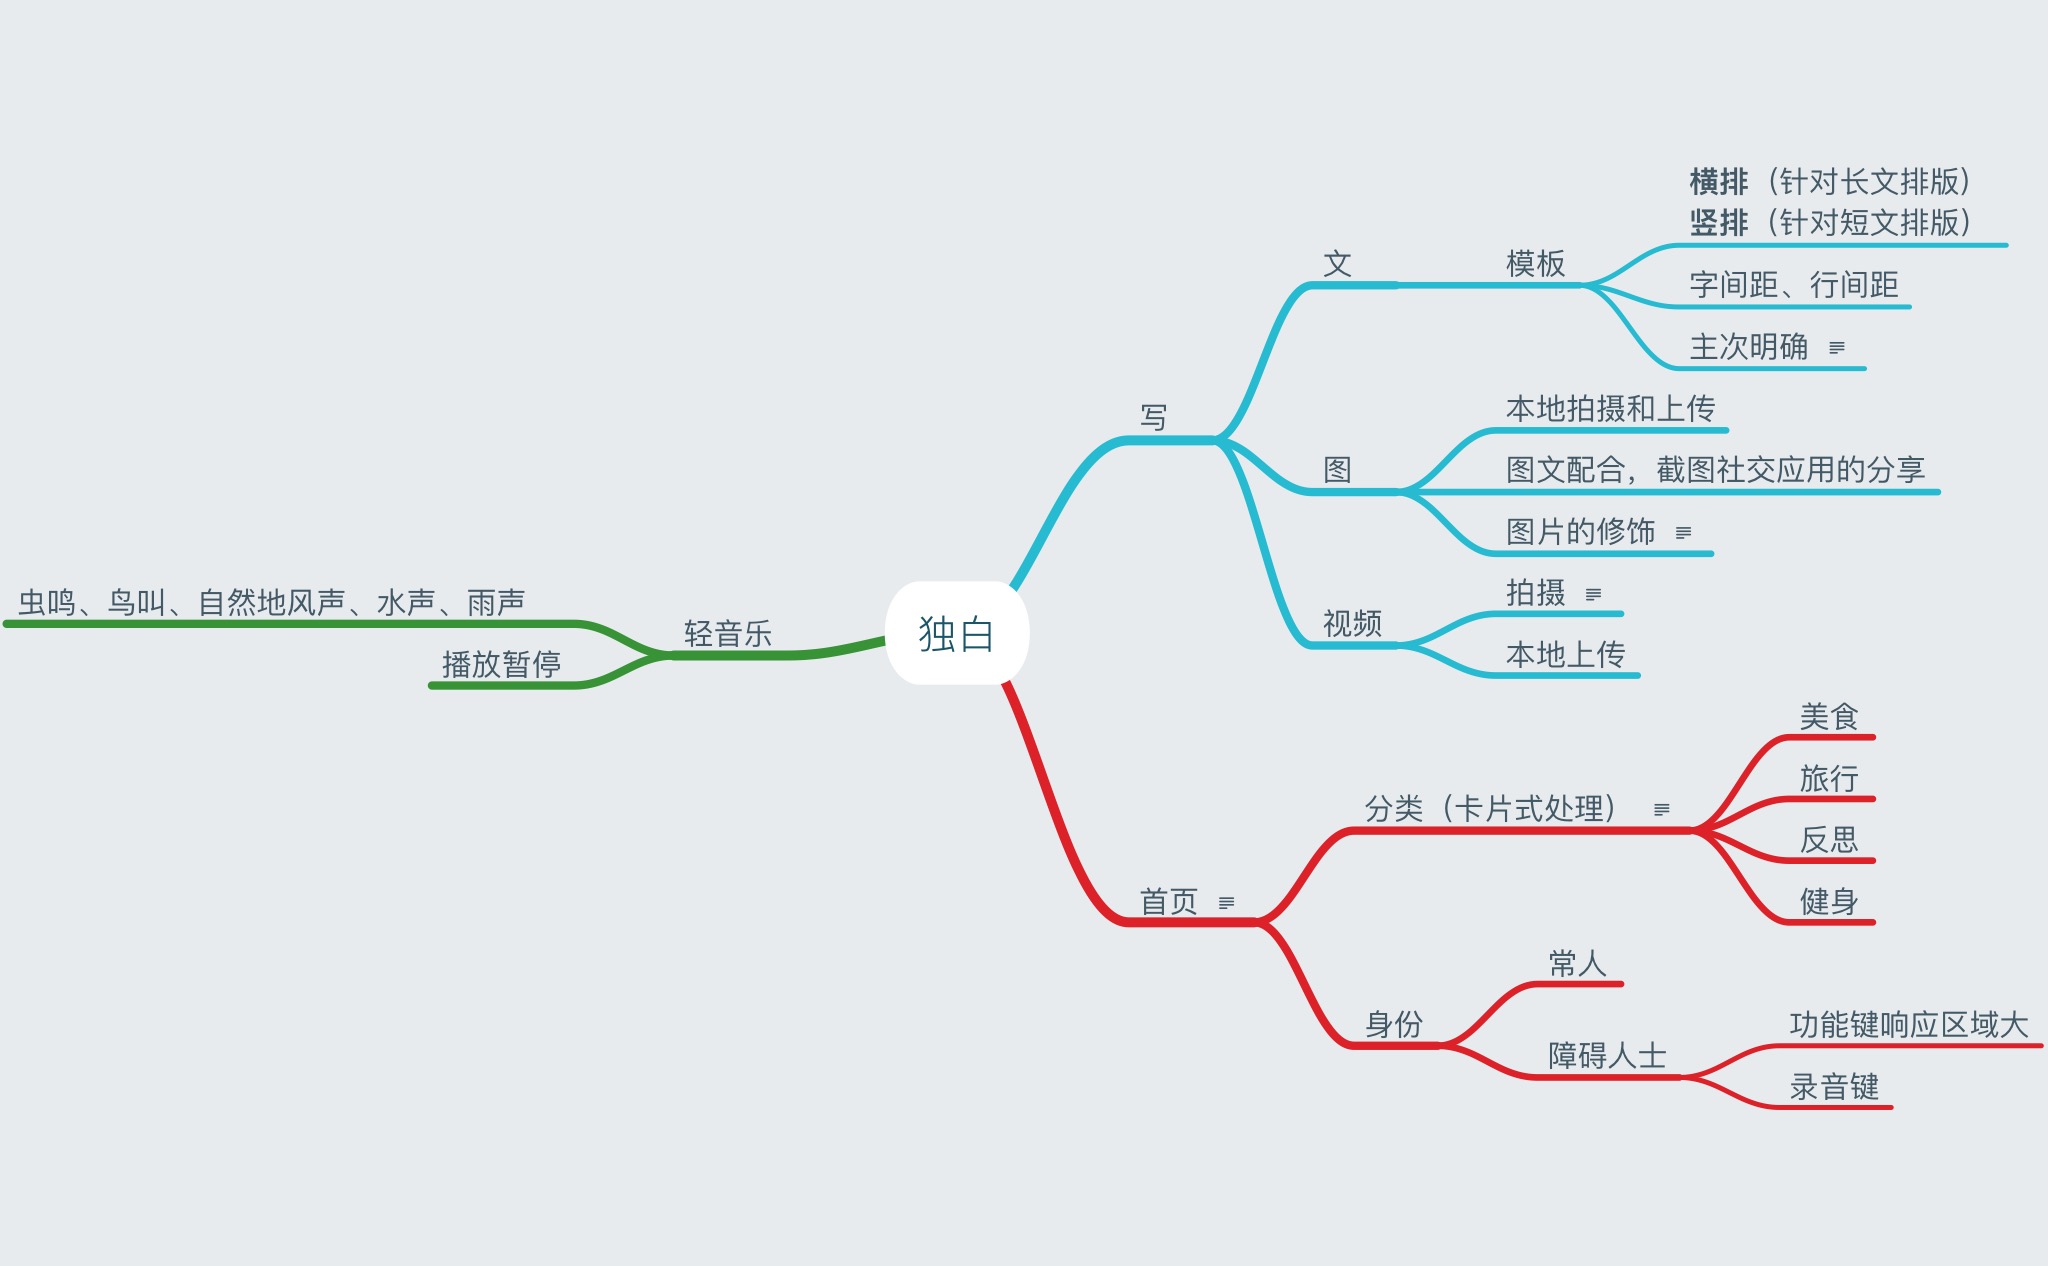 独白
写
文
模板
横排（针对长文排版）
竖排（针对短文排版）
字间距、行间距
主次明确
图
本地拍摄和上传
图文配合，截图社交应用的分享
图片的修饰
视频
拍摄
本地上传
首页
分类（卡片式处理）
美食
旅行
反思
健身
身份
常人
障碍人士
功能键响应区域大
录音键
轻音乐
虫鸣、鸟叫、自然地风声、水声、雨声
播放暂停